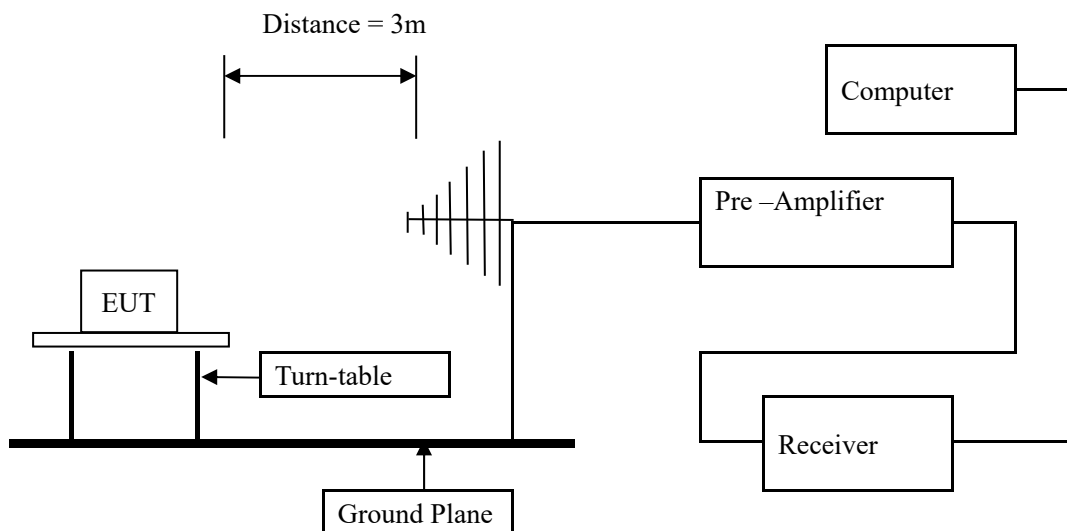 Distance = 3m
Computer
Pre –Amplifier
EUT
Turn-table
Receiver
Ground Plane